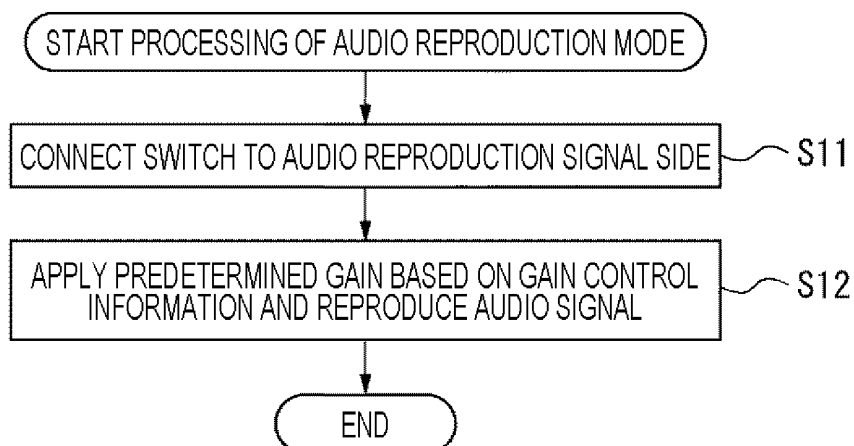 START PROCESSING OF AUDIO REPRODUCTION MODE
CONNECT SWITCH TO AUDIO REPRODUCTION SIGNAL SIDE
S11
APPLY PREDETERMINED GAIN BASED ON GAIN CONTROL
INFORMATION AND REPRODUCE AUDIO SIGNAL
S12
END